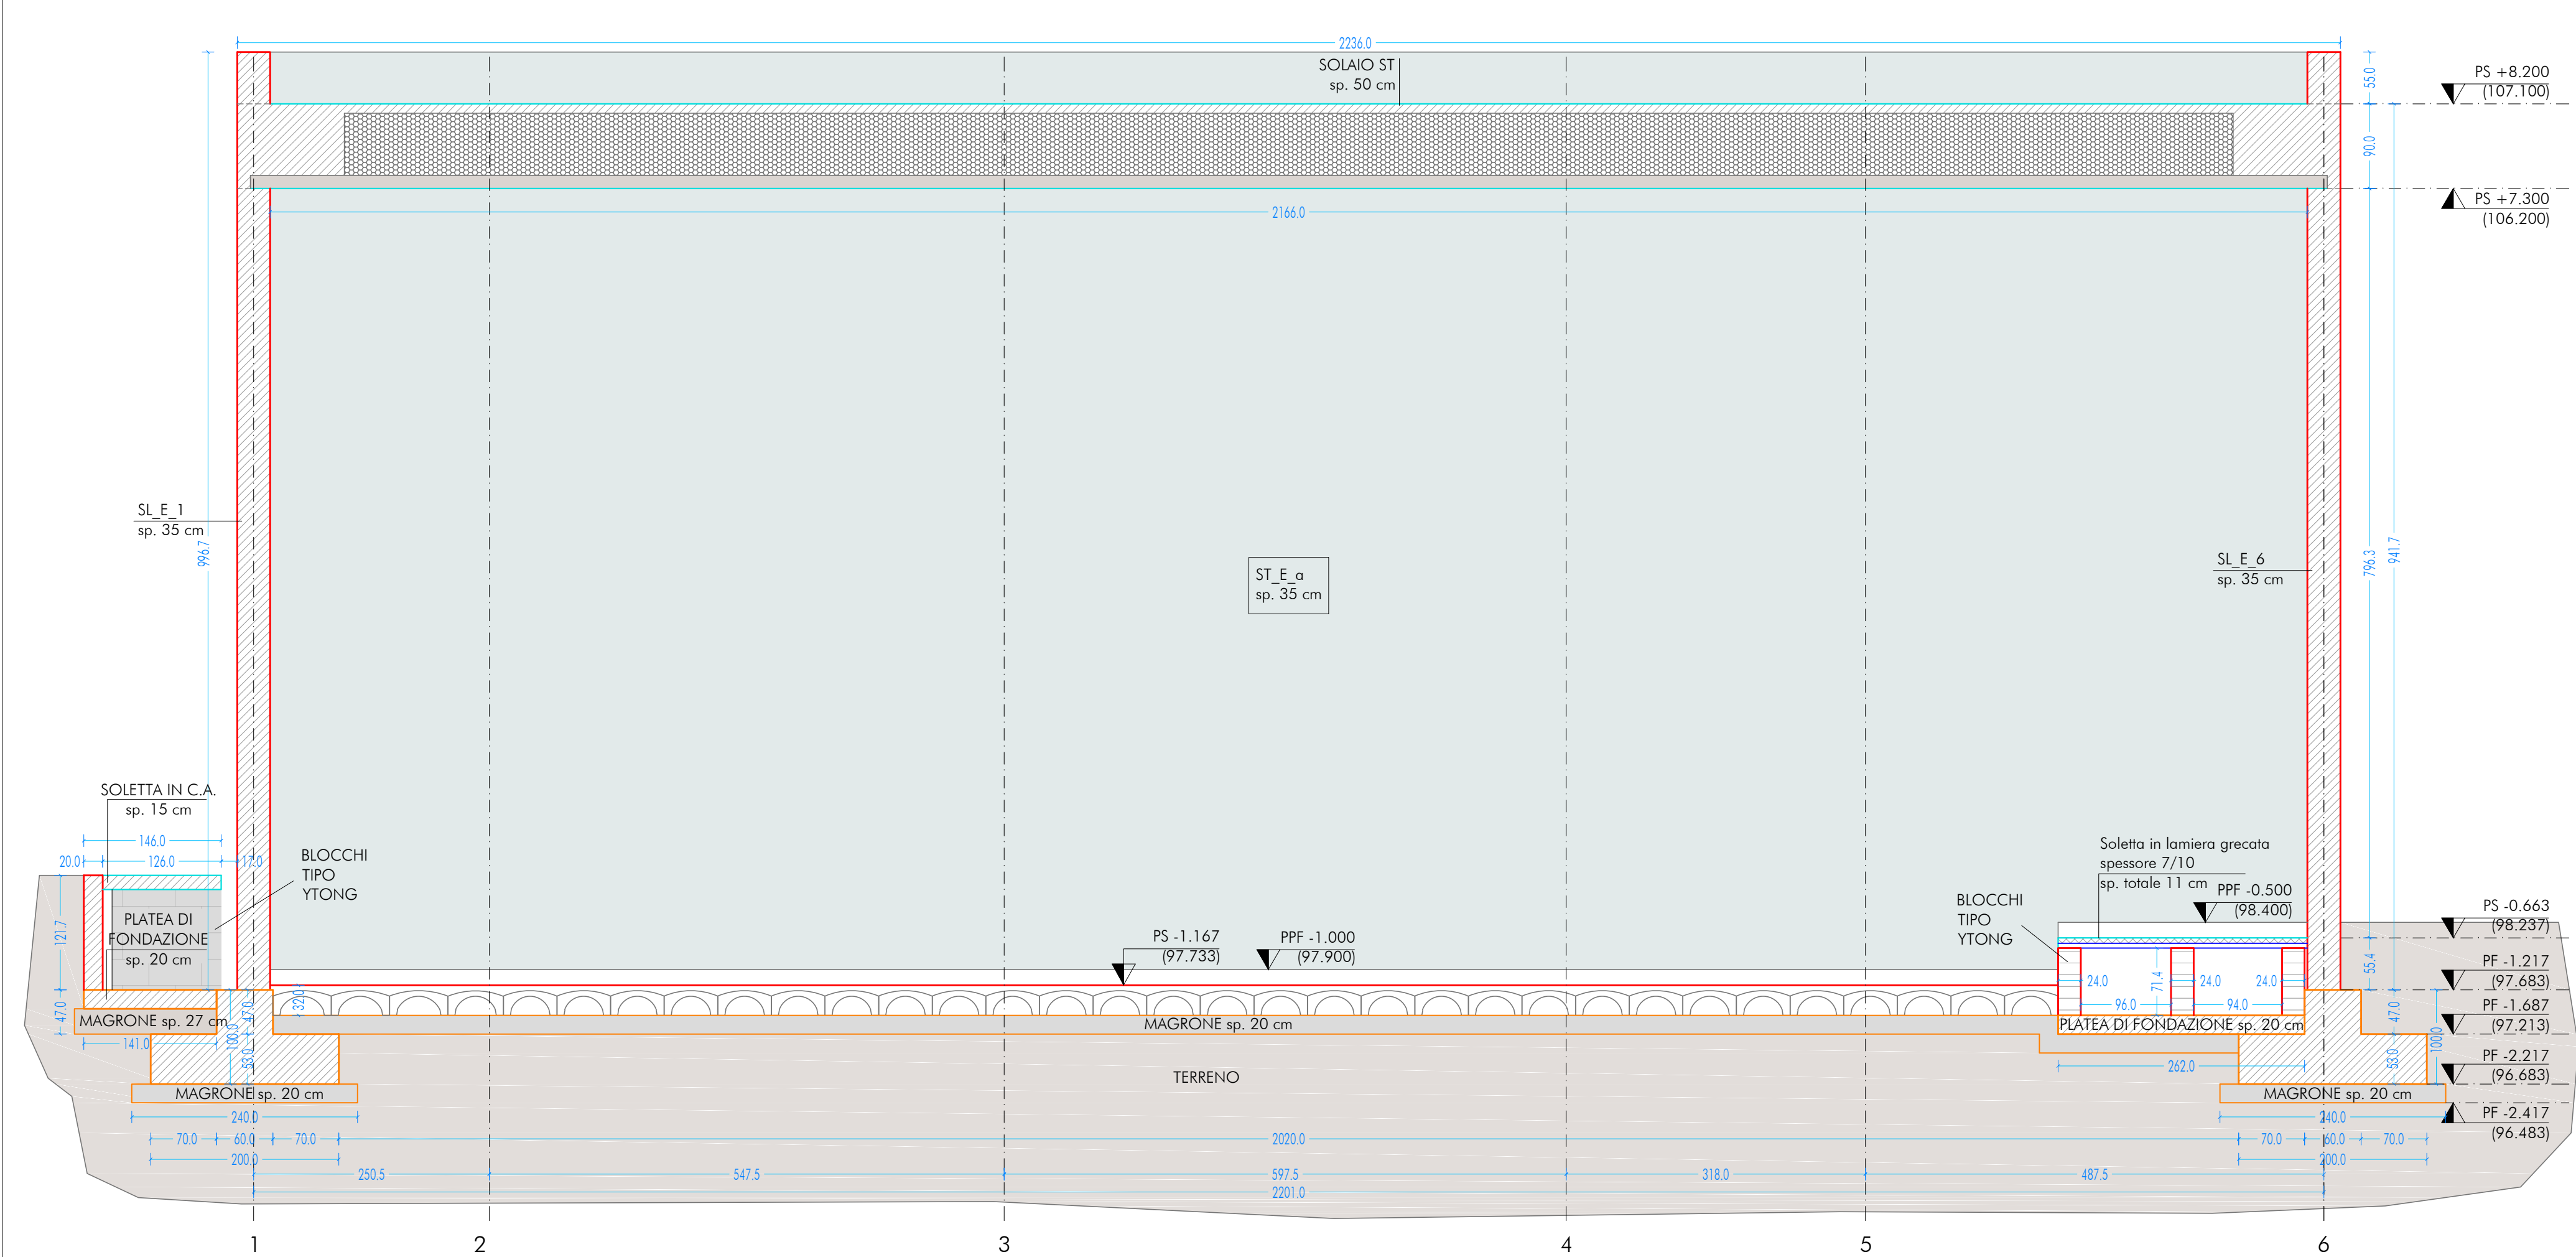 2236.0
SOLAIO ST
sp. 50 cm
55.0
PS +8.200
(107.100)
90.0
PS +7.300
(106.200)
2166.0
SL_E_1
sp. 35 cm
996.7
ST_E_a
sp. 35 cm
SL_E_6
sp. 35 cm
796.3
941.7
SOLETTA IN C.A.
sp. 15 cm
146.0
20.0
126.0
17.0
BLOCCHI
TIPO
YTONG
PLATEA DI
FONDAZIONE
sp. 20 cm
121.7
47.0
MAGRONE sp. 27 cm
141.0
100.0
47.0
53.0
32.0
MAGRONE sp. 20 cm
240.0
70.0
60.0
70.0
200.0
PS -1.167
(97.733)
PPF -1.000
(97.900)
MAGRONE sp. 20 cm
TERRENO
Soletta in lamiera grecata
spessore 7/10
sp. totale 11 cm
PPF -0.500
(98.400)
BLOCCHI
TIPO
YTONG
24.0
71.4
24.0
24.0
96.0
94.0
PLATEA DI FONDAZIONE sp. 20 cm
262.0
PS -0.663
(98.237)
55.4
PF -1.217
(97.683)
47.0
PF -1.687
(97.213)
100.0
53.0
PF -2.217
(96.683)
MAGRONE sp. 20 cm
240.0
PF -2.417
(96.483)
2020.0
70.0
60.0
70.0
200.0
250.5
547.5
597.5
318.0
487.5
2201.0
1
2
3
4
5
6